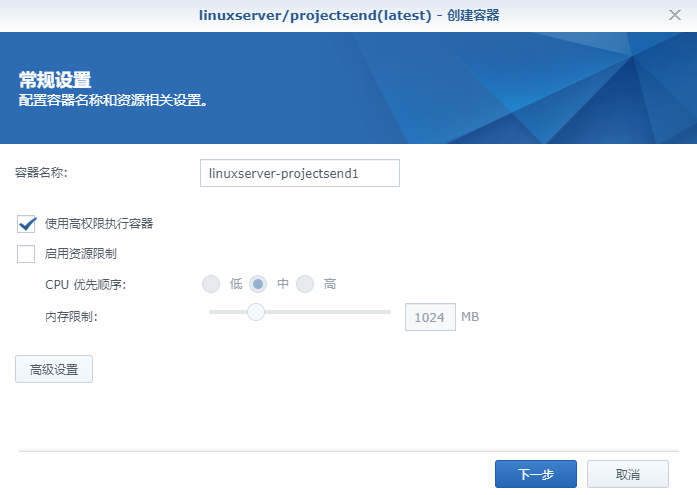 linuxserver/projectsend(latest) - 创建容器
常规设置
配置容器名称和资源相关设置。
容器名称:
linuxserver-projectsend1
使用高权限执行容器
启用资源限制
CPU 优先顺序:
低 中 高
内存限制:
1024 MB
高级设置
下一步 取消